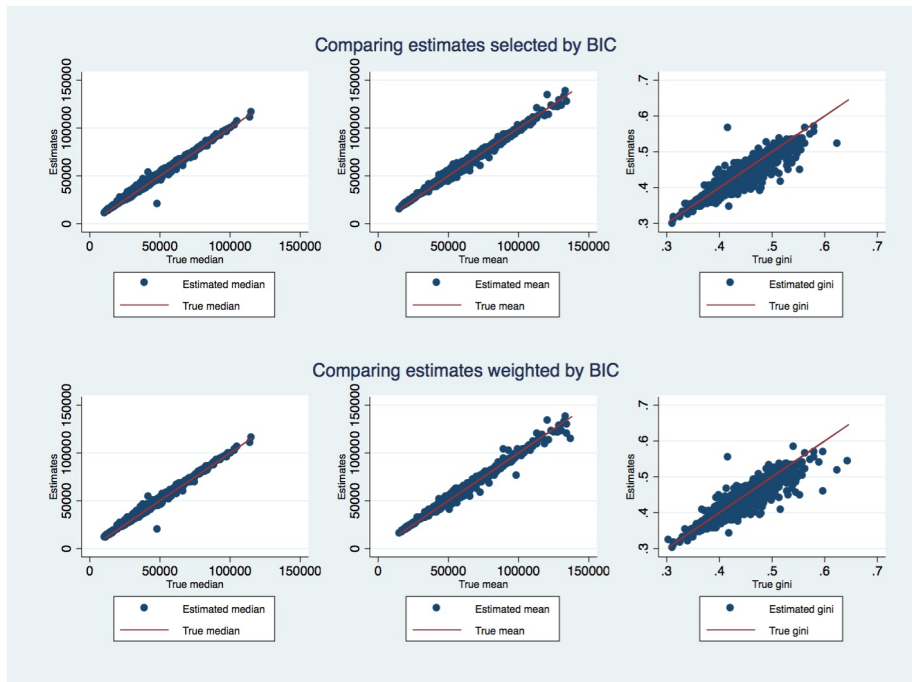 Comparing estimates selected by BIC
Estimates
0 50000 100000 150000
0 50000 100000 150000
True median
Estimated median
True median
Estimates
0 50000 100000 150000
0 50000 100000 150000
True mean
Estimated mean
True mean
Estimates
.3 .4 .5 .6 .7
.3 .4 .5 .6 .7
True gini
Estimated gini
True gini
Comparing estimates weighted by BIC
Estimates
0 50000 100000 150000
0 50000 100000 150000
True median
Estimated median
True median
Estimates
0 50000 100000 150000
0 50000 100000 150000
True mean
Estimated mean
True mean
Estimates
.3 .4 .5 .6 .7
.3 .4 .5 .6 .7
True gini
Estimated gini
True gini